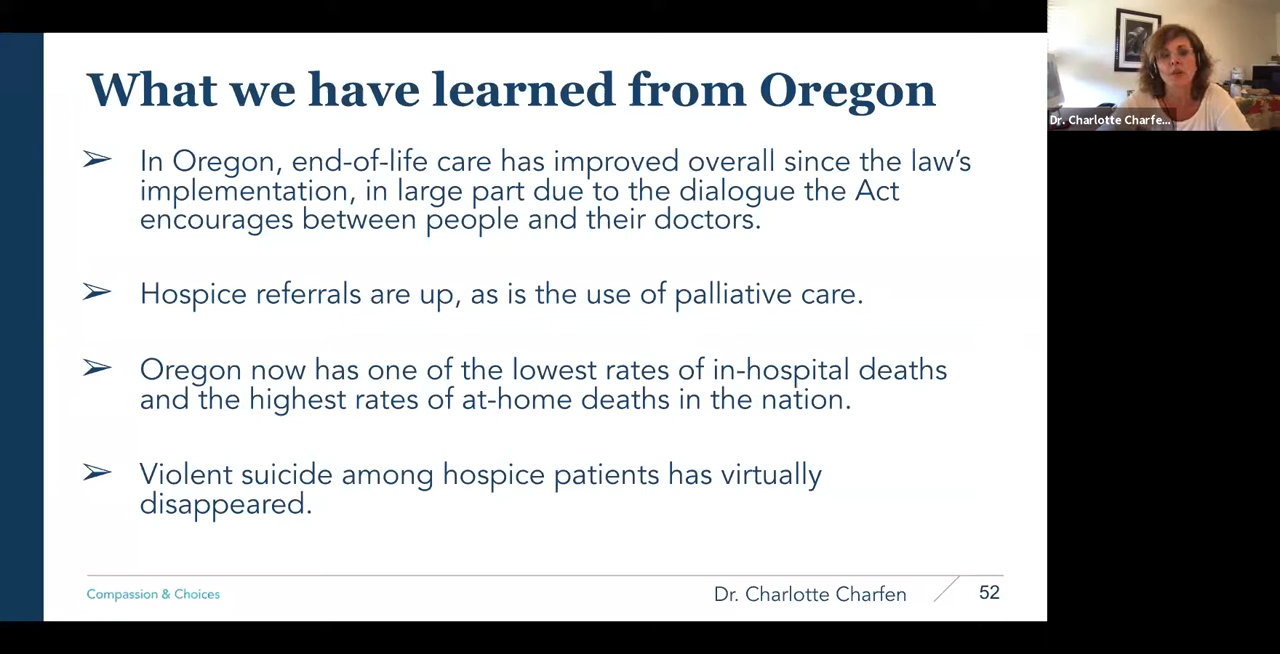 What we have learned from Oregon
➢ In Oregon, end-of-life care has improved overall since the law's
implementation, in large part due to the dialogue the Act
encourages between people and their doctors.
➢ Hospice referrals are up, as is the use of palliative care.
➢ Oregon now has one of the lowest rates of in-hospital deaths
and the highest rates of at-home deaths in the nation.
➢ Violent suicide among hospice patients has virtually
disappeared.
Compassion & Choices
Dr. Charlotte Charfen
52
Dr. Charlotte Charfe...